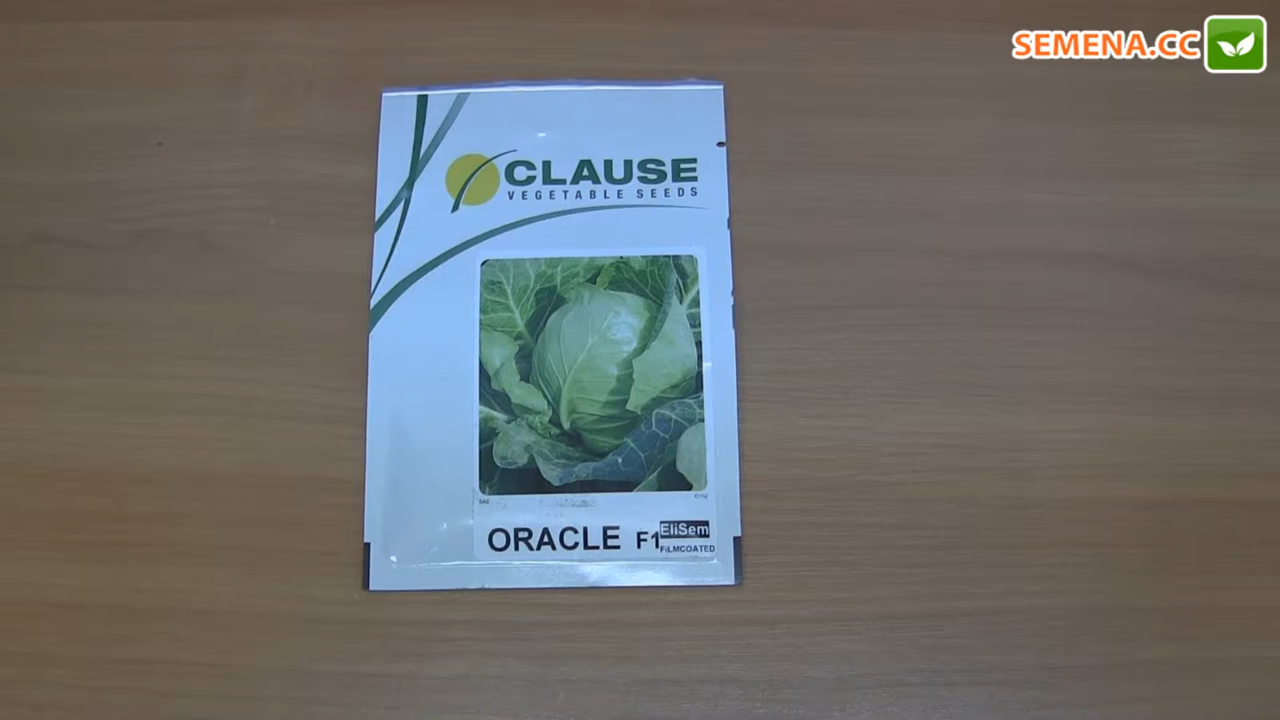 SEMENA.CC
CLAUSE
VEGETABLE SEEDS
ORACLE F1 EliSem
FILMCOATED